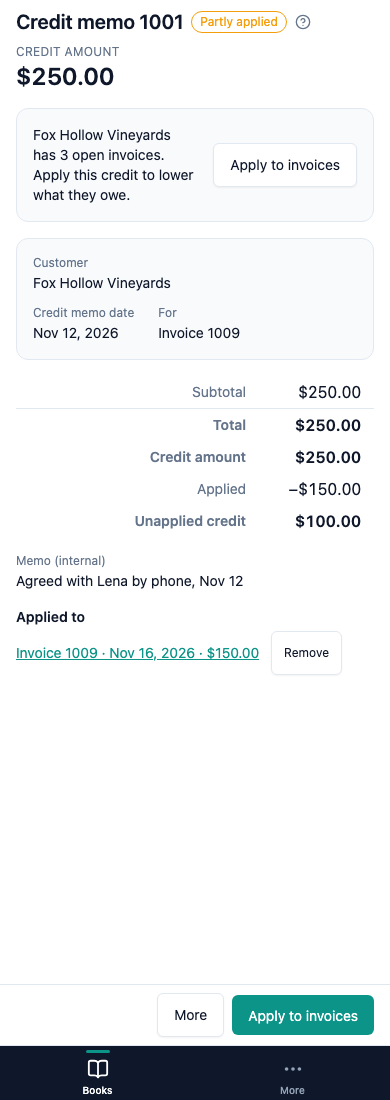 Credit memo 1001 Partly applied ?
CREDIT AMOUNT
$250.00
Fox Hollow Vineyards
has 3 open invoices.
Apply this credit to lower
what they owe.
Apply to invoices
Customer
Fox Hollow Vineyards
Credit memo date For
Nov 12, 2026 Invoice 1009
Subtotal $250.00
Total $250.00
Credit amount $250.00
Applied –$150.00
Unapplied credit $100.00
Memo (internal)
Agreed with Lena by phone, Nov 12
Applied to
Invoice 1009 · Nov 16, 2026 · $150.00 Remove
More Apply to invoices
Books More